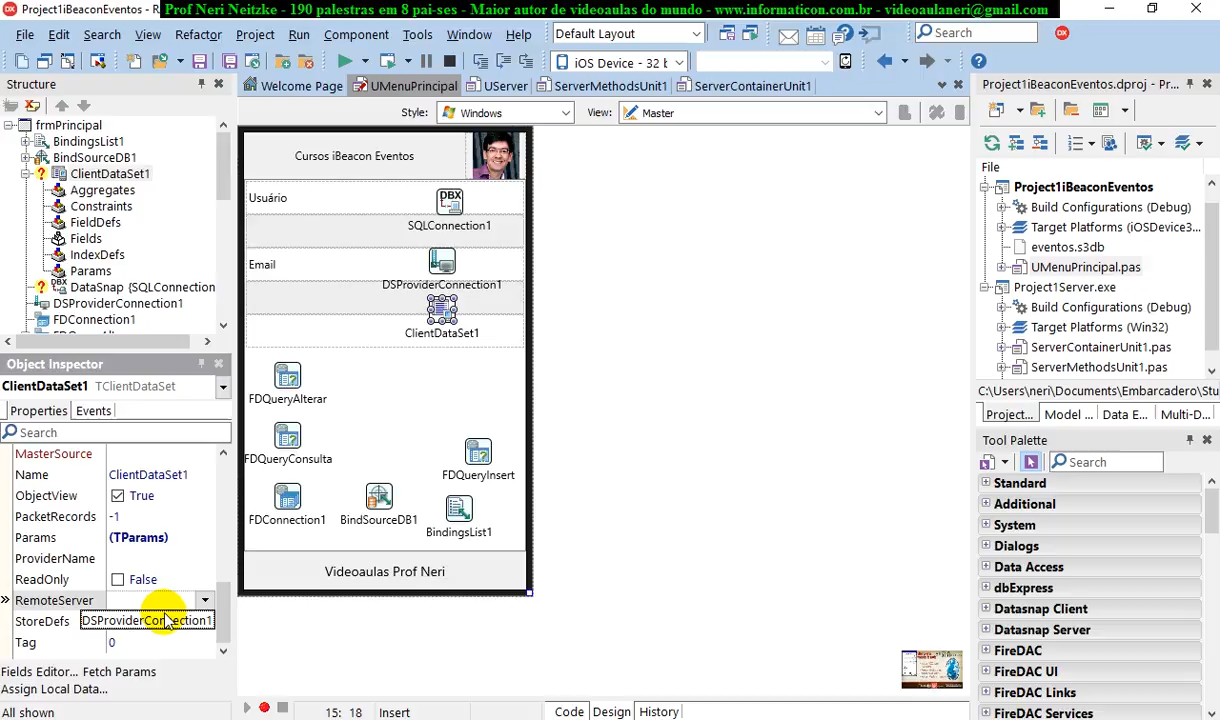 Project1iBeaconEventos -
Prof Neri Neitzke - 190 palestras em 8 pai-ses - Maior autor de videoaulas do mundo - www.informaticon.com.br - videoaulaneri@gmail.com
File Edit Search View Refactor Project Run Component Tools Window Help Default Layout Search
iOS Device - 32 b
Structure
Welcome Page UMenuPrincipal UServer ServerMethodsUnit1 ServerContainerUnit1
Project1iBeaconEventos.dproj - Pr...
Style: Windows View: Master
frmPrincipal
BindingsList1
BindSourceDB1
ClientDataSet1
Aggregates
Constraints
FieldDefs
Fields
IndexDefs
Params
DataSnap (SQLConnection
DSProviderConnection1
FDConnection1
Object Inspector
ClientDataSet1 TClientDataSet
Properties Events
Search
MasterSource
Name ClientDataSet1
ObjectView True
PacketRecords -1
Params (TParams)
ProviderName
ReadOnly False
RemoteServer
StoreDefs DSProviderConnection1
Tag 0
Fields Editor... Fetch Params
Assign Local Data...
All shown
Cursos iBeacon Eventos
Usuário
DBX
SQLConnection1
Email
DSProviderConnection1
ClientDataSet1
FDQueryAlterar
FDQueryConsulta
FDQueryInsert
FDConnection1 BindSourceDB1
BindingsList1
Videoaulas Prof Neri
15: 18 Insert Code Design History
File
Project1iBeaconEventos
Build Configurations (Debug)
Target Platforms (iOSDevice3...
eventos.s3db
UMenuPrincipal.pas
Project1Server.exe
Build Configurations (Debug)
Target Platforms (Win32)
ServerContainerUnit1.pas
ServerMethodsUnit1.pas
C:\Users\neri\Documents\Embarcadero\Stu
Project... Model ... Data E... Multi-D...
Tool Palette
Search
Standard
Additional
System
Dialogs
Data Access
dbExpress
Datasnap Client
Datasnap Server
FireDAC
FireDAC UI
FireDAC Links
FireDAC Services